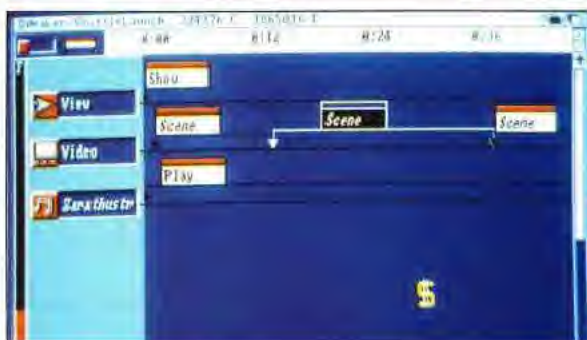 0:00 0:12 0:24 0:36
Show
View
Scene Scene Scene
Video
Play
Zarathustr
S